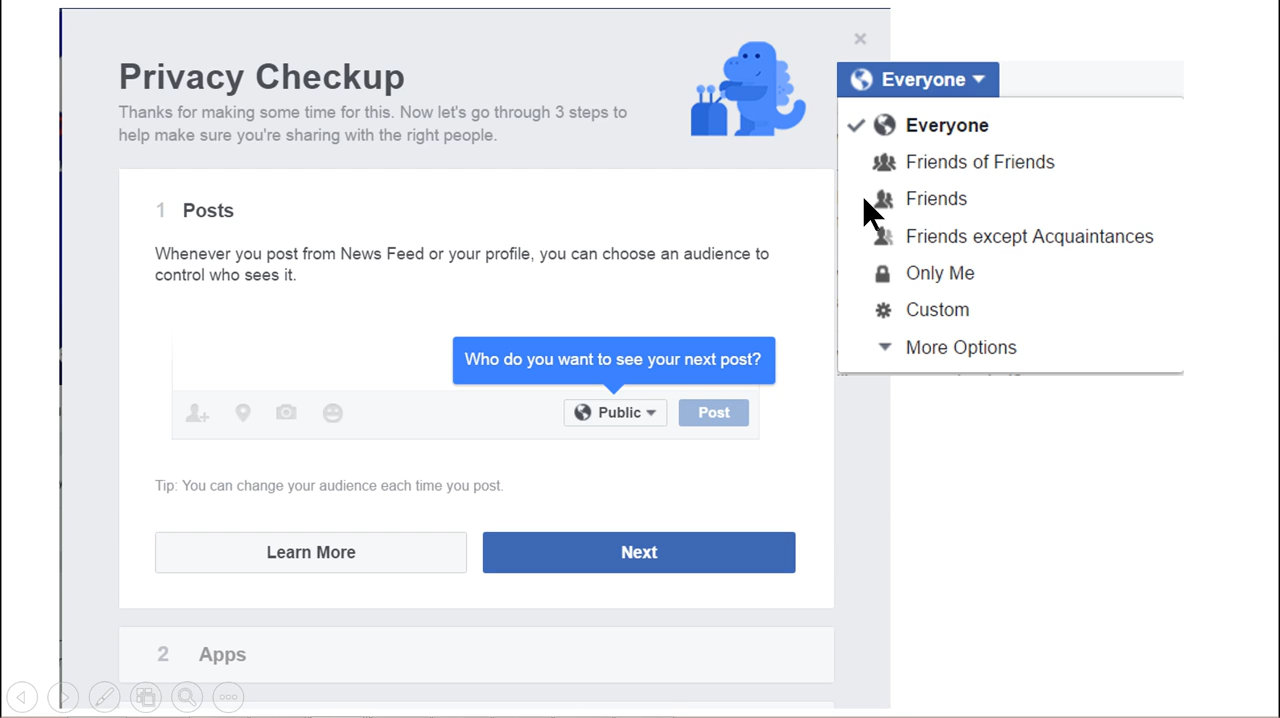 Privacy Checkup
Thanks for making some time for this. Now let's go through 3 steps to
help make sure you're sharing with the right people.
1 Posts
Whenever you post from News Feed or your profile, you can choose an audience to
control who sees it.
Who do you want to see your next post?
Public
Post
Tip: You can change your audience each time you post.
Learn More
Next
2 Apps
Everyone
Everyone
Friends of Friends
Friends
Friends except Acquaintances
Only Me
Custom
More Options